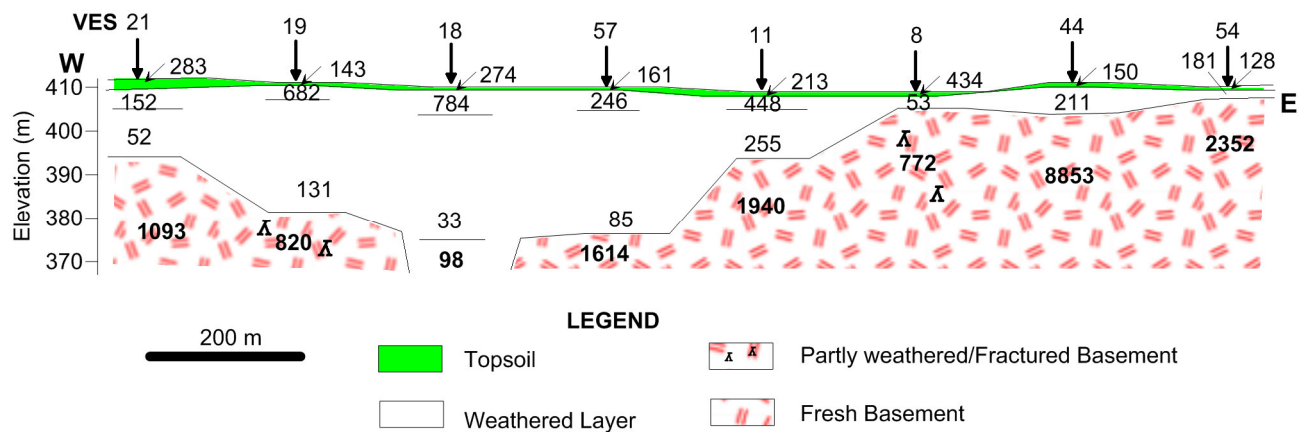 VES 21 19 18 57 11 8 44 54
W 283 143 274 161 213 434 150 181 128
410 152 682 784 246 448 53 211 E
400 52 255 772 2352
390 131 1940 8853
380 1093 820 33 85
370 98 1614
Elevation (m)
LEGEND
200 m
Topsoil
Partly weathered/Fractured Basement
Weathered Layer
Fresh Basement